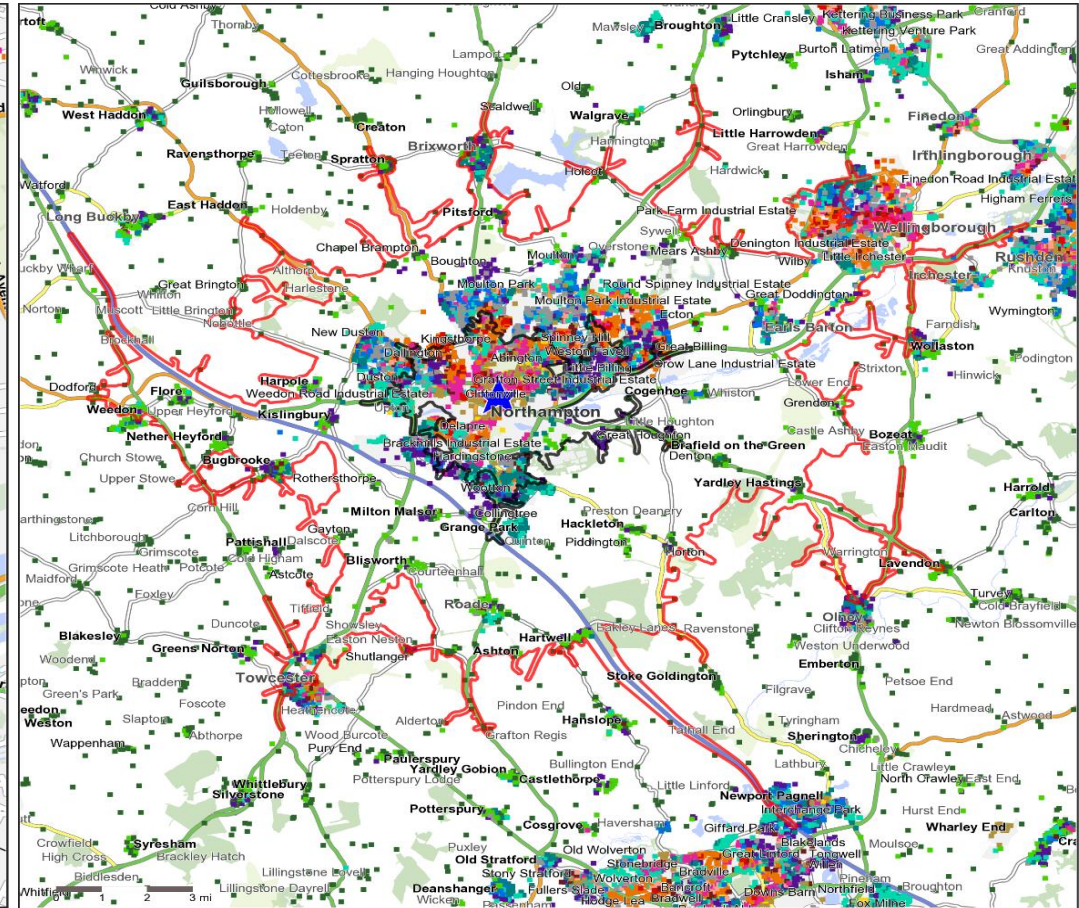 Cold Ashby
Thornby
Mawsley
Broughton
Little Cransley
Kettering Business Park
Cranford
Kettering Venture Park
Burton Latimer
Great Addington
Pytchley
Isham
Winwick
Cottesbrooke
Lamport
Hanging Houghton
Guilsborough
Old
Hollowell
Scaldwell
Orlingbury
West Haddon
Coton
Creaton
Walgrave
Finedon
Little Harrowden
Great Harrowden
Hannington
Brixworth
Ravensthorpe
Teeton
Spratton
Irthlingborough
Holcot
Hardwick
Finedon Road Industrial Estat
Watford
Higham Ferrers
East Haddon
Holdenby
Pitsford
Park Farm Industrial Estate
Long Buckby
Sywell
Wellingborough
Chapel Brampton
Overstone
Mears Ashby
Denington Industrial Estate
Boughton
Moulton
Wilby
Little Irchester
Rushden
Knuston
uckby Wharf
Althorp
Irchester
Great Brington
Harlestone
Moulton Park
Round Spinney Industrial Estate
Whilton
Moulton Park Industrial Estate
Great Doddington
Norton
Muscott
Little Brington
Nobottle
Ecton
Wymington
Earls Barton
Farndish
New Duston
Kingsthorpe
Spinney Hill
Brockhall
Dallington
Abington
Weston Favell
Great Billing
Wollaston
Podington
Little Billing
Crow Lane Industrial Estate
Strixton
Duston
Grafton Street Industrial Estate
Hinwick
Dodford
Flore
Harpole
Weedon Road Industrial Estate
Cliftonville
Cogenhoe
Whiston
Lower End
Weedon
Upper Heyford
Kislingbury
Upton
Northampton
Grendon
Little Houghton
Delapre
Castle Ashby
Bozeat
Nether Heyford
Great Houghton
Brackmills Industrial Estate
Brafield on the Green
Easton Maudit
Church Stowe
Hardingstone
Denton
Bugbrooke
Upper Stowe
Rothersthorpe
Wootton
Yardley Hastings
Harrold
Corn Hill
Milton Malsor
Collingtree
Preston Deanery
Carlton
Gayton
Grange Park
Hackleton
Litchborough
Pattishall
Dalscote
Quinton
Piddington
Grimscote
Cold Higham
Blisworth
Horton
Warrington
Grimscote Heath
Potcote
Courteenhall
Lavendon
Maidford
Astcote
Foxley
Turvey
Tiffield
Roade
Olney
Cold Brayfield
Duncote
Showsley
Eakley Lanes
Ravenstone
Clifton Reynes
Newton Blossomville
Blakesley
Easton Neston
Hartwell
Weston Underwood
Greens Norton
Shutlanger
Ashton
Woodend
Emberton
Towcester
Stoke Goldington
Bradden
Petsoe End
Green's Park
Filgrave
Foscote
Heathencote
Pindon End
Weston
Slapton
Alderton
Hanslope
Tyringham
Hardmead
Astwood
Abthorpe
Wood Burcote
Grafton Regis
Tathall End
Sherington
Wappenham
Pury End
Chicheley
Paulerspury
Bullington End
Lathbury
Little Crawley
Yardley Gobion
Potterspury Lodge
Castlethorpe
North Crawley
East End
Whittlebury
Little Linford
Silverstone
Newport Pagnell
Interchange Park
Potterspury
Hurst End
Cosgrove
Haversham
Giffard Park
Wharley End
Crowfield
Syresham
Puxley
Old Wolverton
Blakelands
Moulsoe
High Cross
Brackley Hatch
Old Stratford
Stonebridge
Great Linford
Tongwell
Stony Stratford
Bradville
Biddlesden
Lillingstone Lovell
Wolverton
Willen
Pineham
Deanshanger
Fullers Slade
Bancroft
Downs Barn
Northfield
Broughton
Whitfield
Lillingstone Dayrell
Wicken
Hodge Lea
Bradwell
Fox Milne
Passenham
0 1 2 3 mi